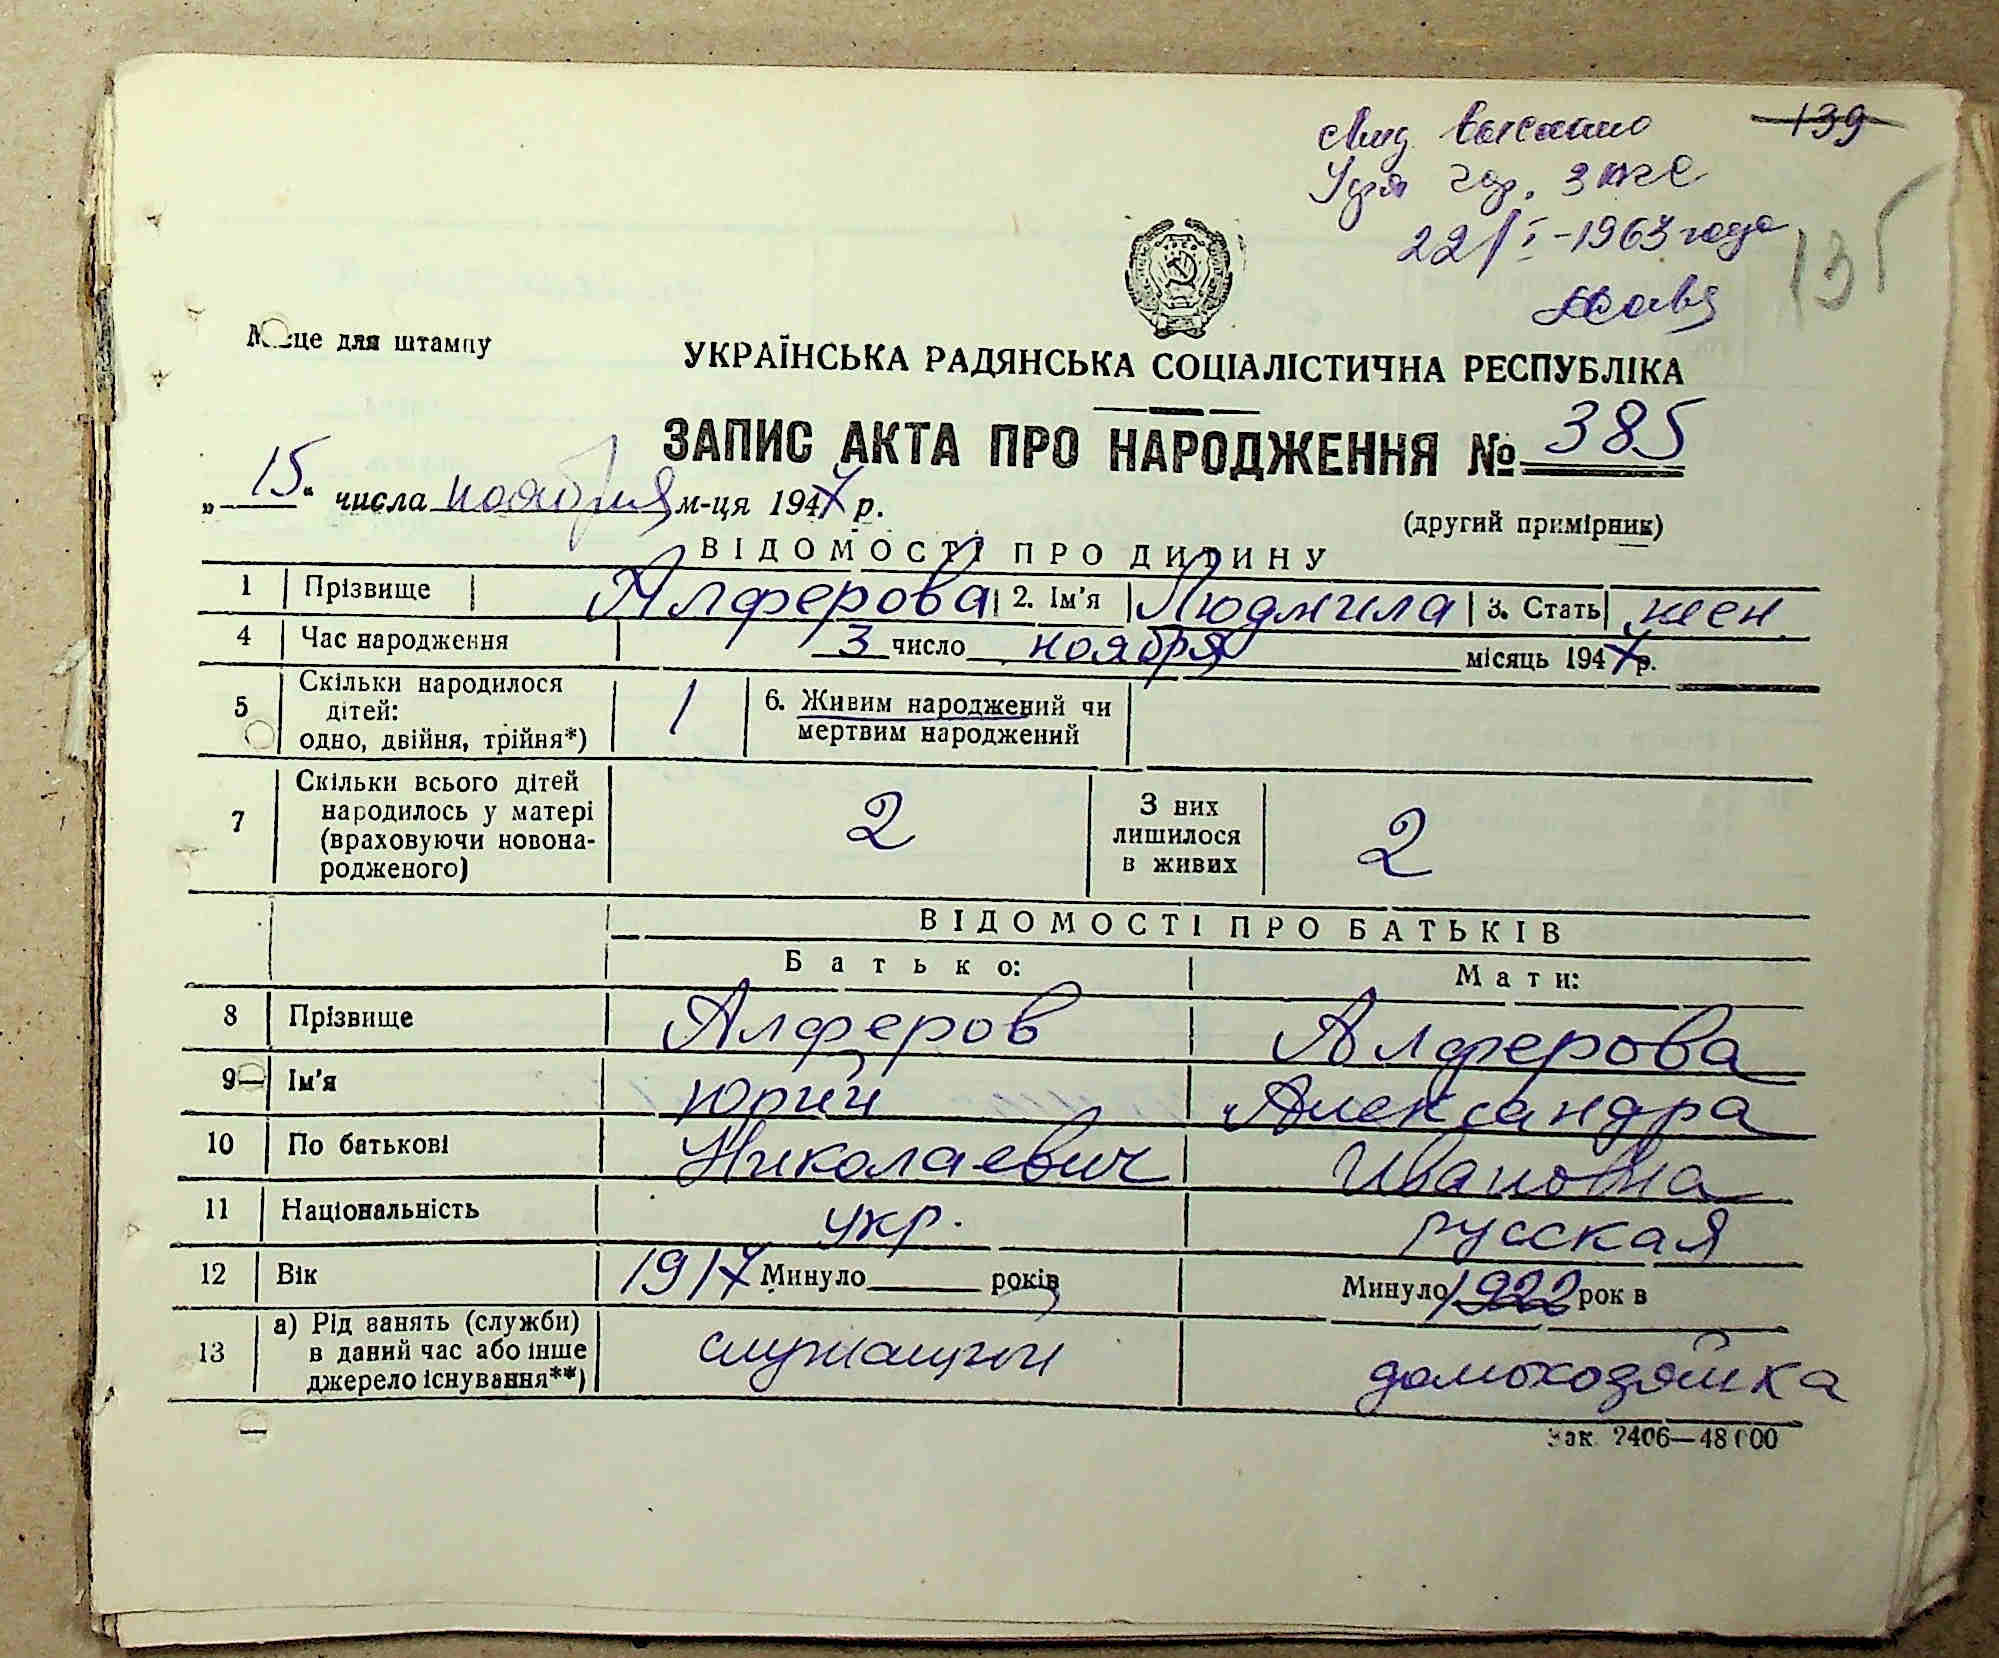 139
выслано
гор. ЗАГС
22/I-1963 года
135
Місце для штампу
УКРАЇНСЬКА РАДЯНСЬКА СОЦІАЛІСТИЧНА РЕСПУБЛІКА
ЗАПИС АКТА ПРО НАРОДЖЕННЯ № 385
„15“ числа ноября м-ця 1947 р.
(другий примірник)
ВІДОМОСТІ ПРО ДИТИНУ
1 Прізвище Алферова 2. Ім'я Людмила 3. Стать жен
4 Час народження 3 число ноября місяць 1947 р.
5 Скільки народилося дітей: одно, двійня, трійня*) 1 6. Живим народжений чи мертвим народжений
7 Скільки всього дітей народилось у матері (враховуючи новонародженого) 2 З них лишилося в живих 2
ВІДОМОСТІ ПРО БАТЬКІВ
Батько: Мати:
8 Прізвище Алферов Алферова
9 Ім'я Юрий Александра
10 По батькові Николаевич Ивановна
11 Національність укр. русская
12 Вік 1917 Минуло років Минуло 1922 рок в
13 а) Рід занять (служби) в даний час або інше джерело існування**) служащий домохозяйка
Зак. 2406—48000